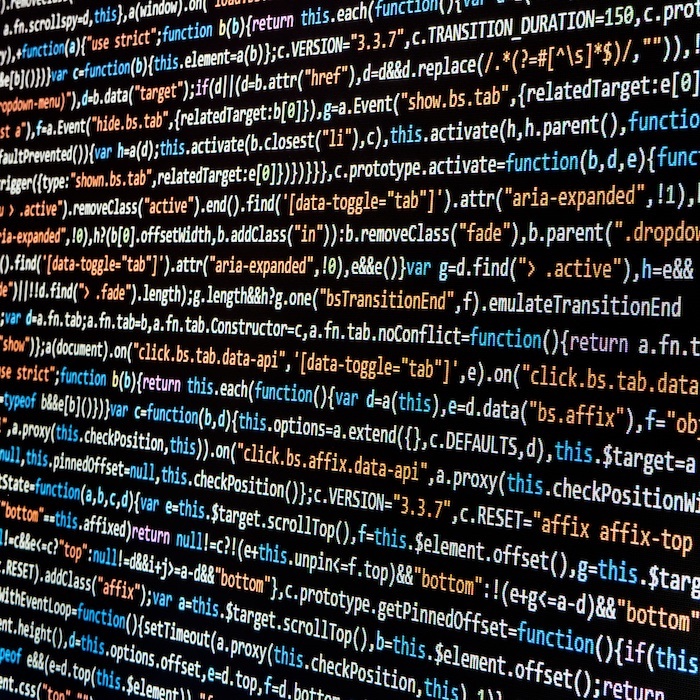 a.fn.scrollspy=d,this},a(window).on(
),+function(a){"use strict";function b(b){return this.each(function(){var d=
&e[b]()})}var c=function(b){this.element=a(b)};c.VERSION="3.3.7",c.TRANSITION_DURATION=150,c.prot
ropdown-menu)"),d=b.data("target");if(d||(d=b.attr("href"),d=d&&d.replace(/.*(?=#[^\s]*$)/,"")),
st a"),f=a.Event("hide.bs.tab",{relatedTarget:b[0]}),g=a.Event("show.bs.tab",{relatedTarget:e[0]
faultPrevented()){var h=a(d);this.activate(b.closest("li"),c),this.activate(h,h.parent(),functio
rigger({type:"shown.bs.tab",relatedTarget:e[0]})})}}},c.prototype.activate=function(b,d,e){func
u > .active").removeClass("active").end().find('[data-toggle="tab"]').attr("aria-expanded",!1),
ia-expanded",!0),h?(b[0].offsetWidth,b.addClass("in")):b.removeClass("fade"),b.parent(".dropdow
().find('[data-toggle="tab"]').attr("aria-expanded",!0),e&&e()}var g=d.find("> .active"),h=e&&
de")||!!d.find("> .fade").length);g.length&&h?g.one("bsTransitionEnd",f).emulateTransitionEnd
;var d=a.fn.tab;a.fn.tab=b,a.fn.tab.Constructor=c,a.fn.tab.noConflict=function(){return a.fn.t
"show")};a(document).on("click.bs.tab.data-api",'[data-toggle="tab"]',e).on("click.bs.tab.data
se strict";function b(b){return this.each(function(){var d=a(this),e=d.data("bs.affix"),f="ob
=typeof b&&e[b]()})}var c=function(b,d){this.options=a.extend({},c.DEFAULTS,d),this.$target=a
",a.proxy(this.checkPosition,this)).on("click.bs.affix.data-api",a.proxy(this.checkPositionWi
null,this.pinnedOffset=null,this.checkPosition()};c.VERSION="3.3.7",c.RESET="affix affix-top
tState=function(a,b,c,d){var e=this.$target.scrollTop(),f=this.$element.offset(),g=this.$targ
"bottom"==this.affixed)return null!=c?!(e+this.unpin<=f.top)&&"bottom":!(e+g<=a-d)&&"bottom"
l!=c&&e<=c?"top":null!=d&&i+j>=a-d&&"bottom"},c.prototype.getPinnedOffset=function(){if(this
.RESET).addClass("affix");var a=this.$target.scrollTop(),b=this.$element.offset();return
WithEventLoop=function(){setTimeout(a.proxy(this.checkPosition,this)
ent.height(),d=this.options.offset,e=d.top,f=d.bottom
peof e&&(e=d.top(this.$element)),"f
ent.css("top"